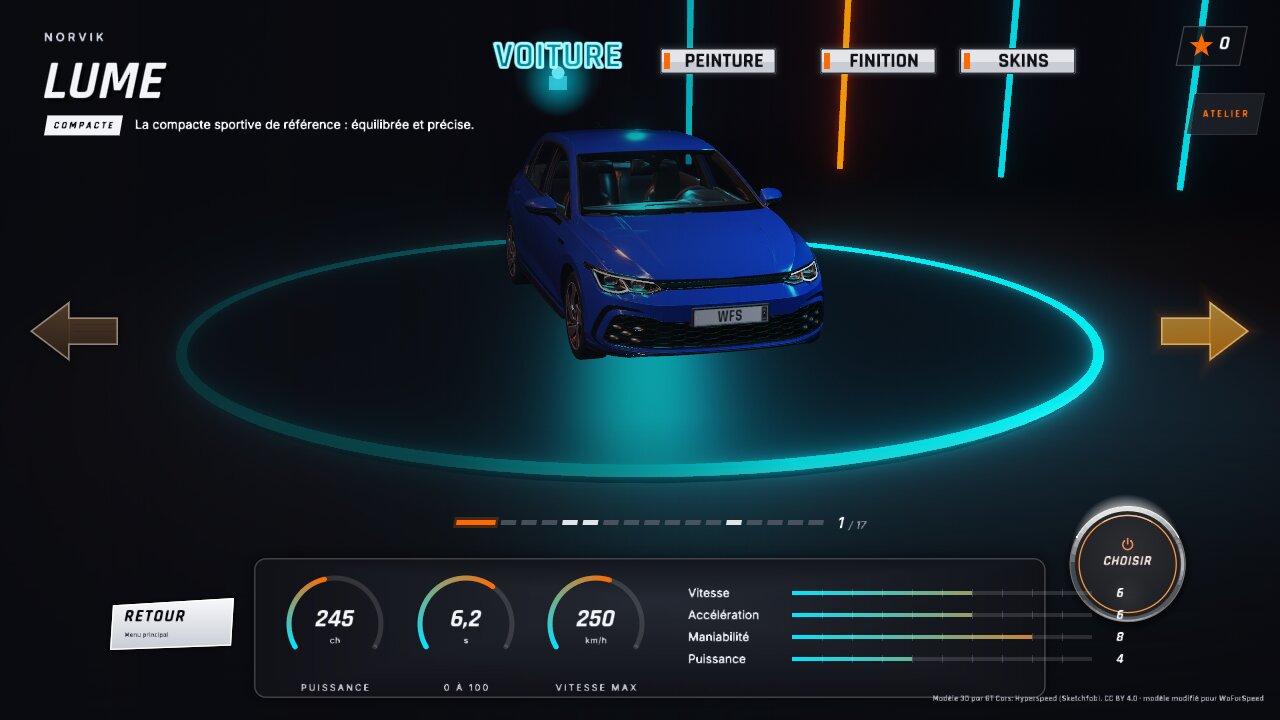 NORVIK
LUME
COMPACTE La compacte sportive de référence : équilibrée et précise.
VOITURE
PEINTURE
FINITION
SKINS
0
ATELIER
WFS
1 / 17
CHOISIR
RETOUR
Menu principal
245
ch
PUISSANCE
6,2
s
0 À 100
250
km/h
VITESSE MAX
Vitesse 6
Accélération 6
Maniabilité 8
Puissance 4
Modèle 3D par GT Cars: Hyperspeed (Sketchfab), CC BY 4.0 - modèle modifié pour WoForSpeed